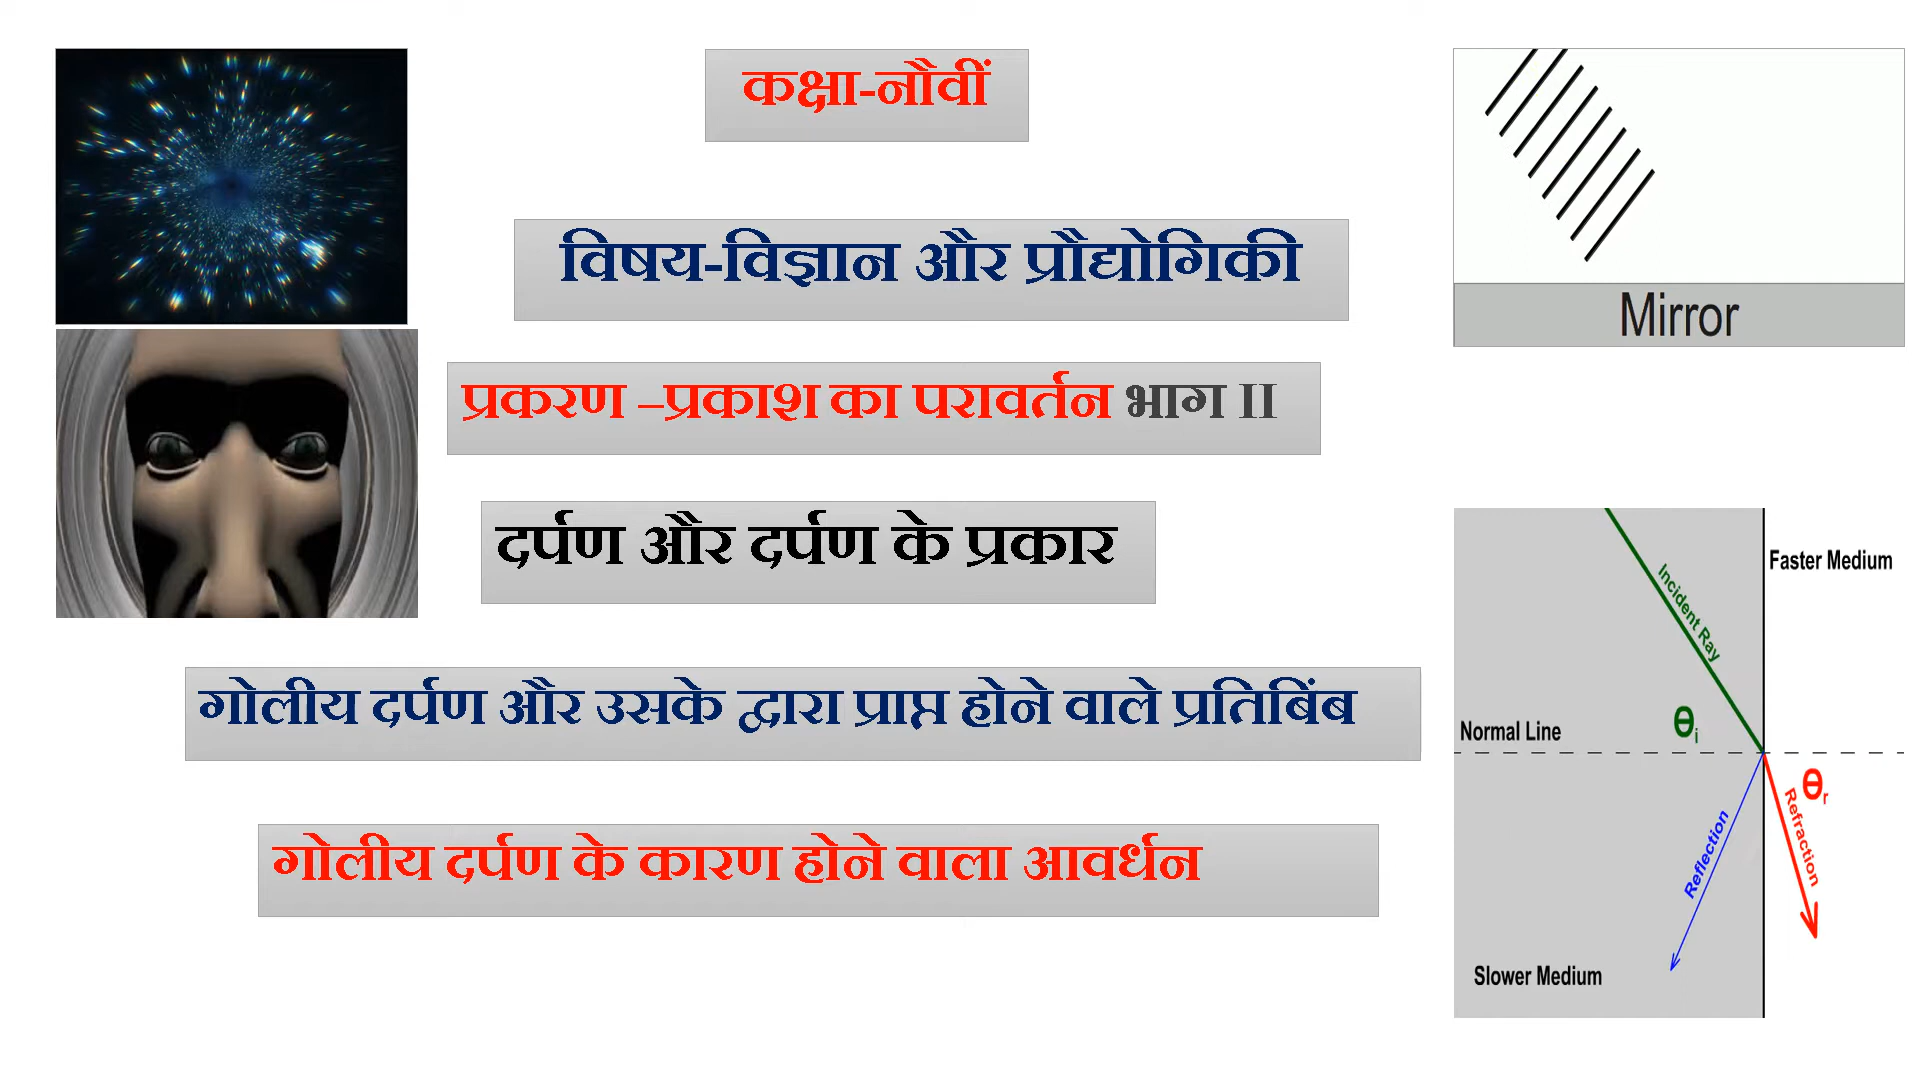 कक्षा-नौवीं
विषय-विज्ञान और प्रौद्योगिकी
प्रकरण –प्रकाश का परावर्तन भाग II
दर्पण और दर्पण के प्रकार
गोलीय दर्पण और उसके द्वारा प्राप्त होने वाले प्रतिबिंब
गोलीय दर्पण के कारण होने वाला आवर्धन
Mirror
Faster Medium
Incident Ray
Normal Line
θi
θr
Refraction
Reflection
Slower Medium